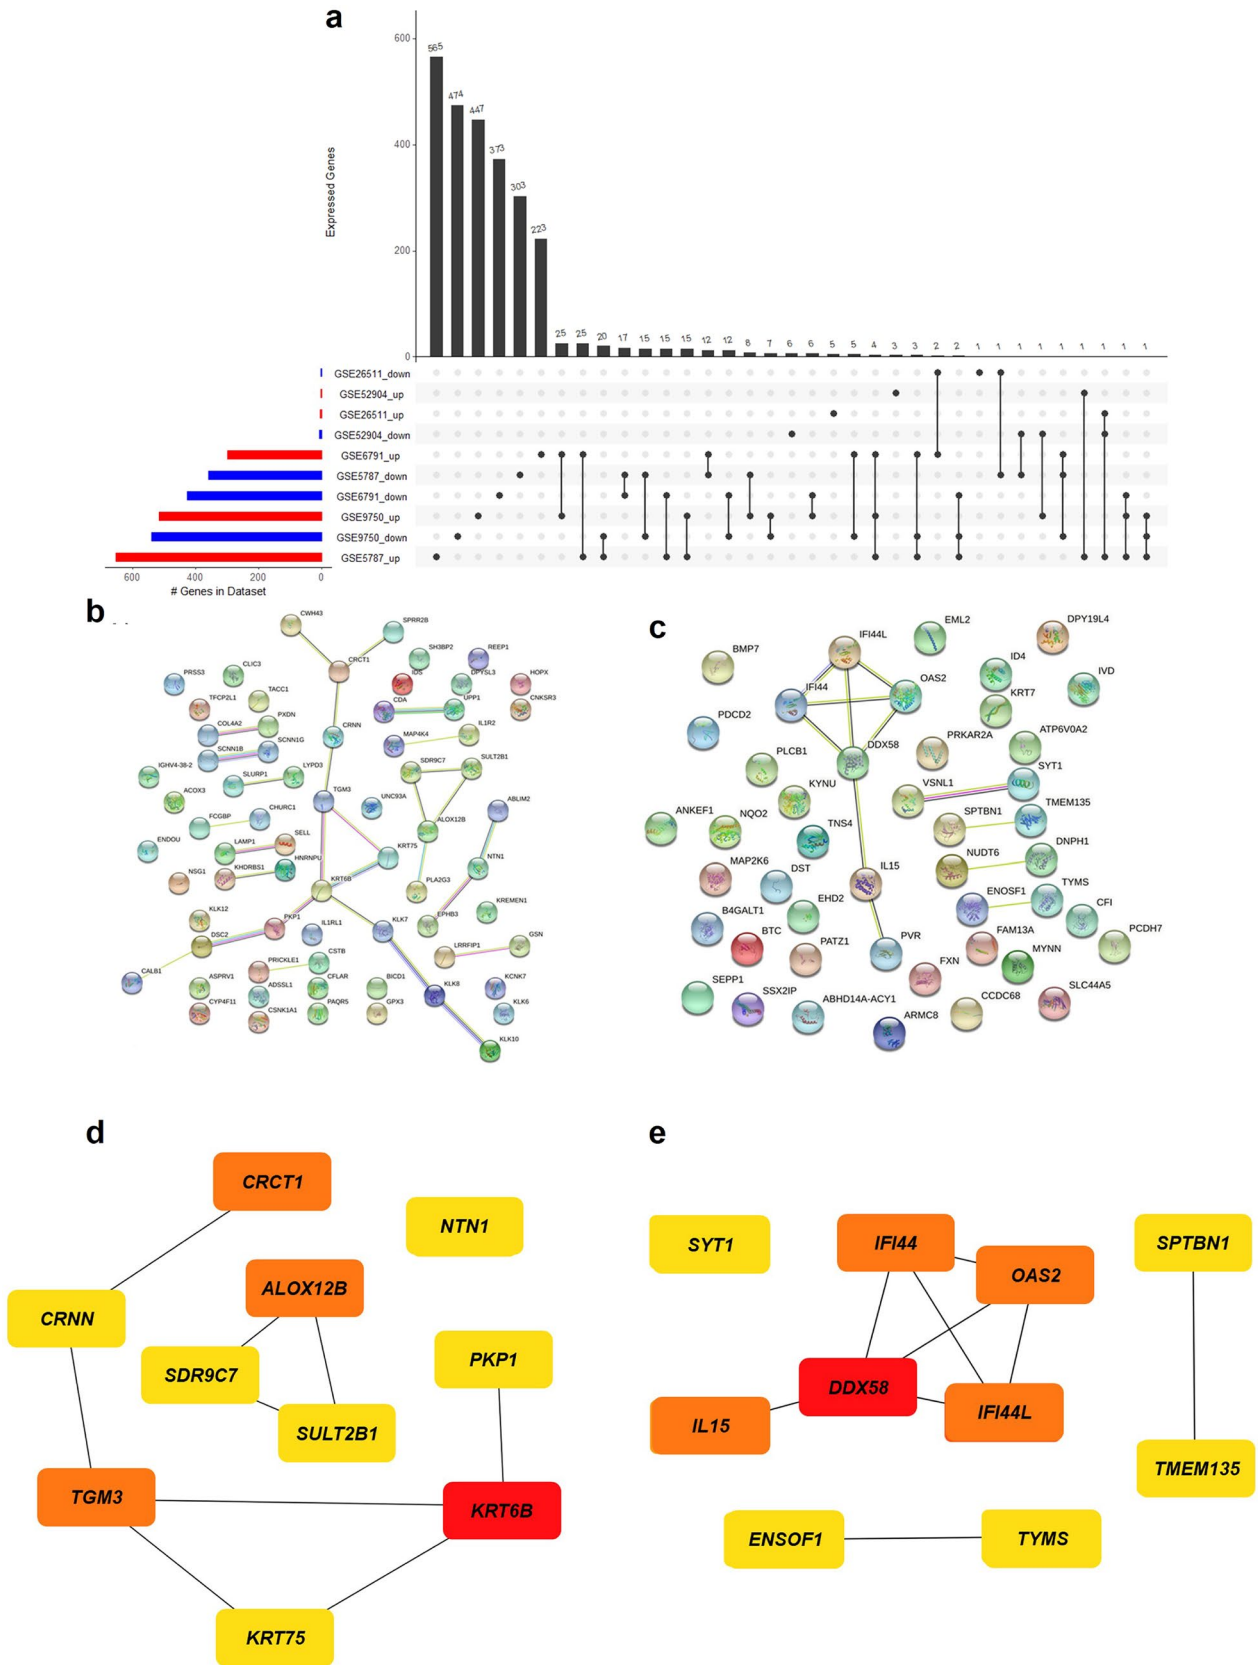 a
Expressed Genes
600
400
200
0
565
474
447
373
303
223
25
25
20
17
15
15
15
12
12
8
7
6
6
5
5
4
3
3
2
2
1
1
1
1
1
1
1
1
1
GSE26511_down
GSE52904_up
GSE26511_up
GSE52904_down
GSE6791_up
GSE5787_down
GSE6791_down
GSE9750_up
GSE9750_down
GSE5787_up
600 400 200 0
# Genes in Dataset
b
CWH43
SPRR2B
CRCT1
SH3BP2
REEP1
CLIC3
PRSS3
IDS
DPYSL3
HOPX
TFCP2L1
TACC1
CDA
UPP1
CNKSR3
COL4A2
PXDN
CRNN
MAP4K4
IL1R2
SCNN1B
SCNN1G
IGHV4-38-2
SLURP1
LYPD3
SDR9C7
SULT2B1
ACOX3
TGM3
UNC93A
ABLIM2
FCGBP
CHURC1
ALOX12B
ENDOU
LAMP1
SELL
KRT75
NTN1
NSG1
KHDRBS1
HNRNPU
KRT6B
PLA2G3
KLK12
PKP1
IL1RL1
KLK7
EPHB3
KREMEN1
DSC2
LRRFIP1
GSN
CALB1
PRICKLE1
CSTB
ASPRV1
ADSSL1
CFLAR
BICD1
KLK8
KCNK7
CYP4F11
CSNK1A1
PAQR5
GPX3
KLK6
KLK10
c
BMP7
IFI44L
EML2
DPY19L4
ID4
IVD
IFI44
OAS2
KRT7
PDCD2
PRKAR2A
ATP6V0A2
PLCB1
DDX58
VSNL1
SYT1
KYNU
ANKEF1
NQO2
TNS4
SPTBN1
TMEM135
MAP2K6
DST
IL15
NUDT6
DNPH1
B4GALT1
EHD2
ENOSF1
TYMS
CFI
BTC
PATZ1
PVR
FAM13A
MYNN
PCDH7
SEPP1
SSX2IP
ABHD14A-ACY1
FXN
CCDC68
SLC44A5
ARMC8
d
CRCT1
NTN1
ALOX12B
CRNN
SDR9C7
PKP1
SULT2B1
TGM3
KRT6B
KRT75
e
SYT1
IFI44
SPTBN1
OAS2
DDX58
IL15
IFI44L
TMEM135
ENSOF1
TYMS